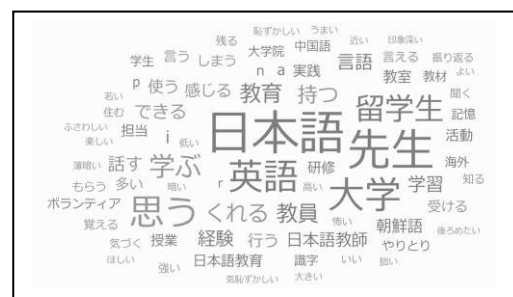 恥ずかしい うまい
残る 大学院 中国語 近い 印象深い
学生 言う しまう 言語 言える 振り返る
n a 実践 教室 教材 よい
p 使う 感じる 教育 持つ 留学生 聞く
若い 住む できる 日本語 先生 記憶
ふさわしい 担当 i 低い 活動
楽しい
薄暗い 話す 学ぶ 英語 研修 大学 学習 海外
もらう 多い 暗い r 高い 知る
ボランティア 思う くれる 教員 怖い 朝鮮語 受ける
覚える 後ろめたい
気づく 授業 経験 行う 日本語教師 やりとり
ほしい 強い 日本語教育 識字 いい 拙い
気恥ずかしい 大きい